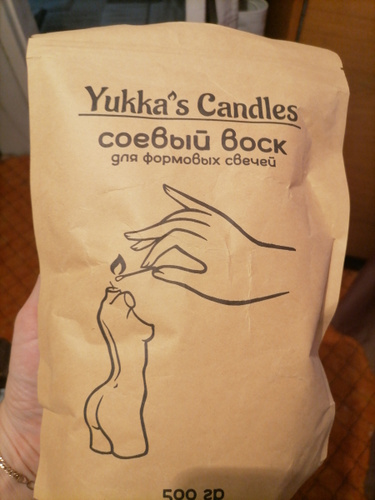 Yukka's Candles
соевый воск
для формовых свечей
500 гр